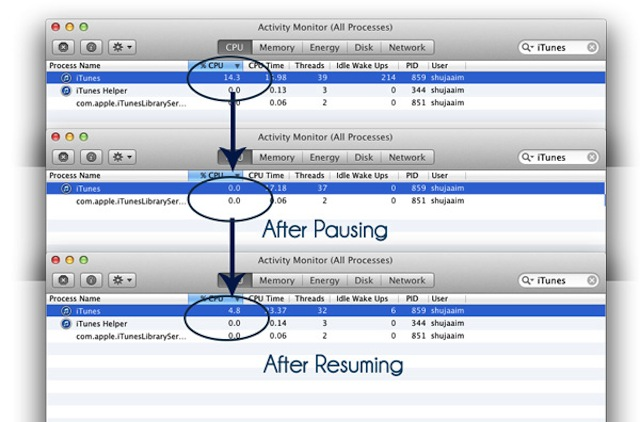 Activity Monitor (All Processes)
CPU Memory Energy Disk Network iTunes
Process Name % CPU CPU Time Threads Idle Wake Ups PID User
iTunes 14.3 39 214 859 shujaaim
iTunes Helper 0.0 0.13 3 0 344 shujaaim
com.apple.iTunesLibrarySer... 0.0 0.06 2 0 851 shujaaim
Activity Monitor (All Processes)
Memory Energy Disk Network iTunes
Process Name % CPU CPU Time Threads Idle Wake Ups PID User
iTunes 0.0 17.18 37 0 859 shujaaim
com.apple.iTunesLibrarySer... 0.0 0.06 2 0 851 shujaaim
After Pausing
Activity Monitor (All Processes)
Memory Energy Disk Network iTunes
Process Name % CPU CPU Time Threads Idle Wake Ups PID User
iTunes 4.8 32 6 859 shujaaim
iTunes Helper 0.0 0.14 3 0 344 shujaaim
com.apple.iTunesLibrarySer... 0.0 0.06 2 0 851 shujaaim
After Resuming